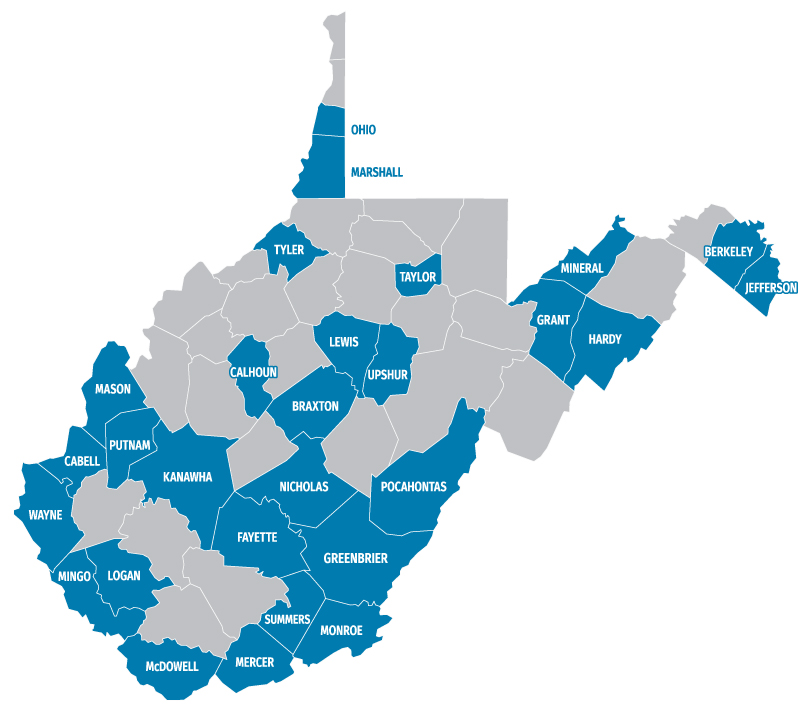 OHIO
MARSHALL
TYLER
BERKELEY
MINERAL
TAYLOR
JEFFERSON
GRANT
HARDY
LEWIS
CALHOUN
UPSHUR
MASON
BRAXTON
PUTNAM
CABELL
KANAWHA
NICHOLAS
POCAHONTAS
WAYNE
FAYETTE
GREENBRIER
MINGO
LOGAN
SUMMERS
MONROE
McDOWELL
MERCER